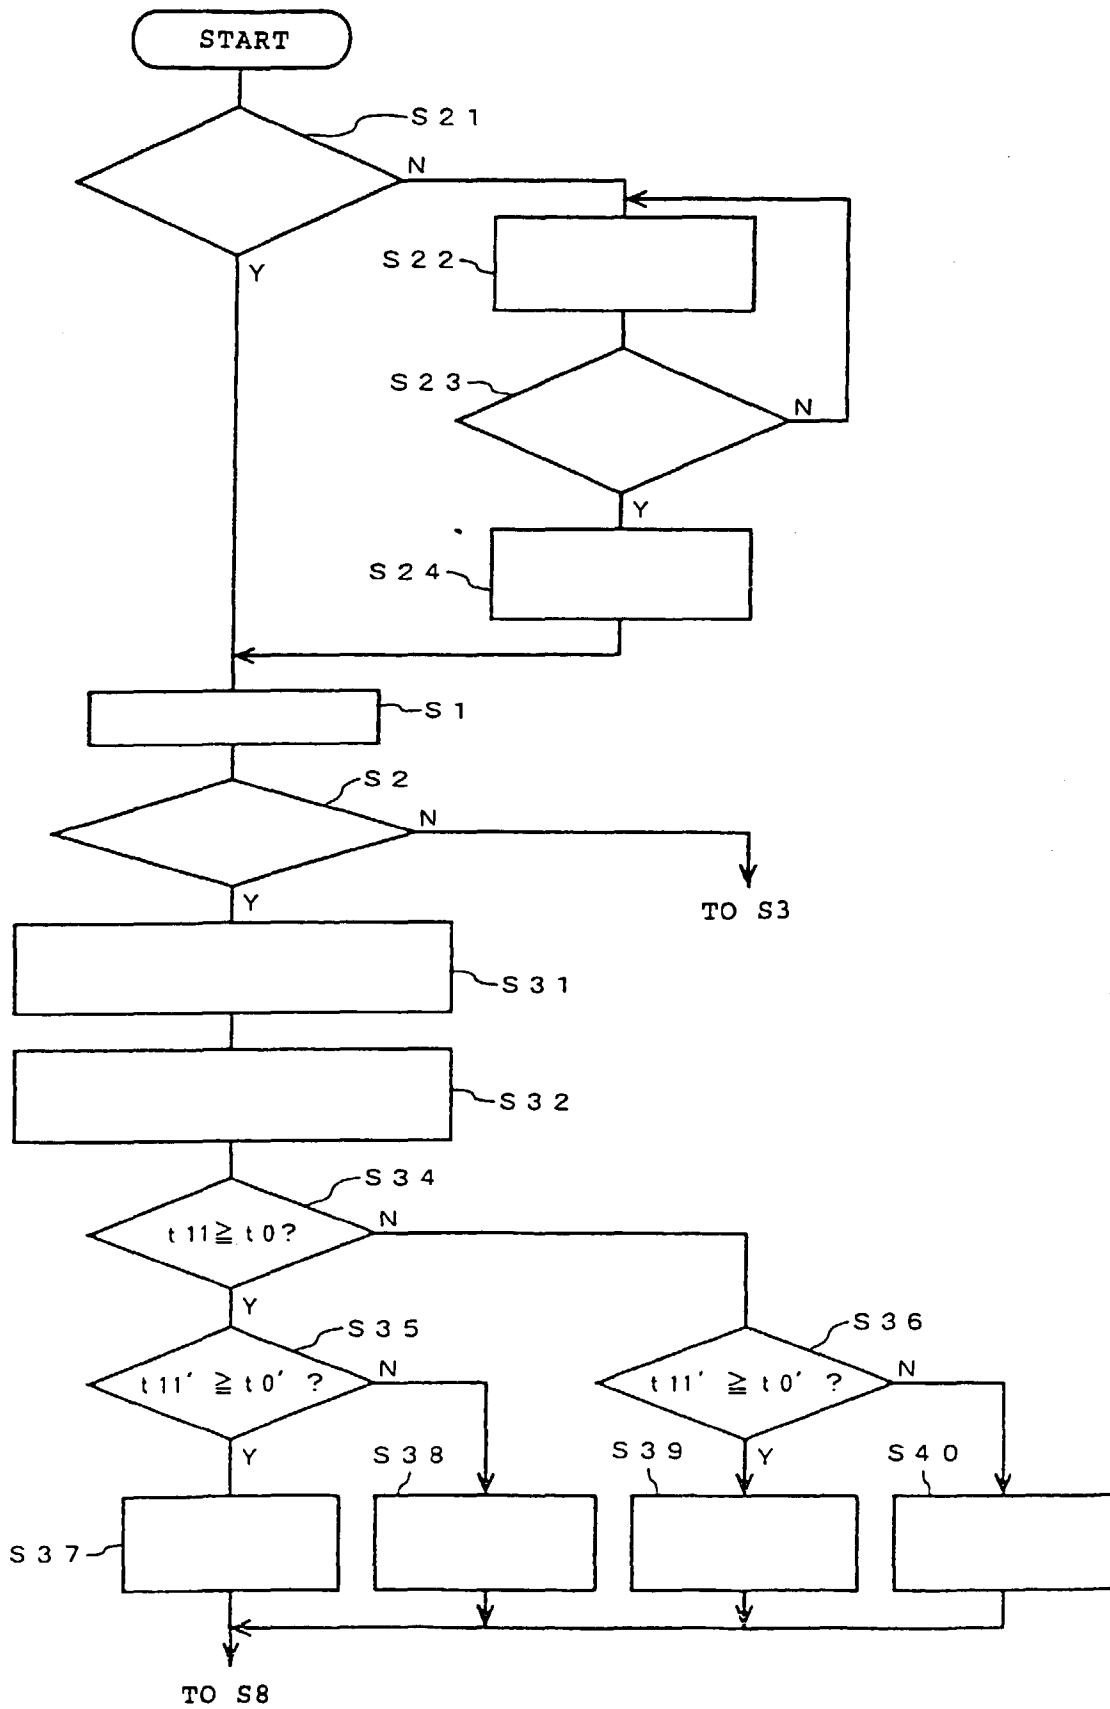 START
S21
N
Y
S22
S23
N
Y
S24
S1
S2
N
Y
TO S3
S31
S32
S34
t11≧t0?
N
Y
S35
t11′ ≧ t0′ ?
N
Y
S36
t11′ ≧ t0′ ?
N
Y
S38
S39
S40
S37
TO S8